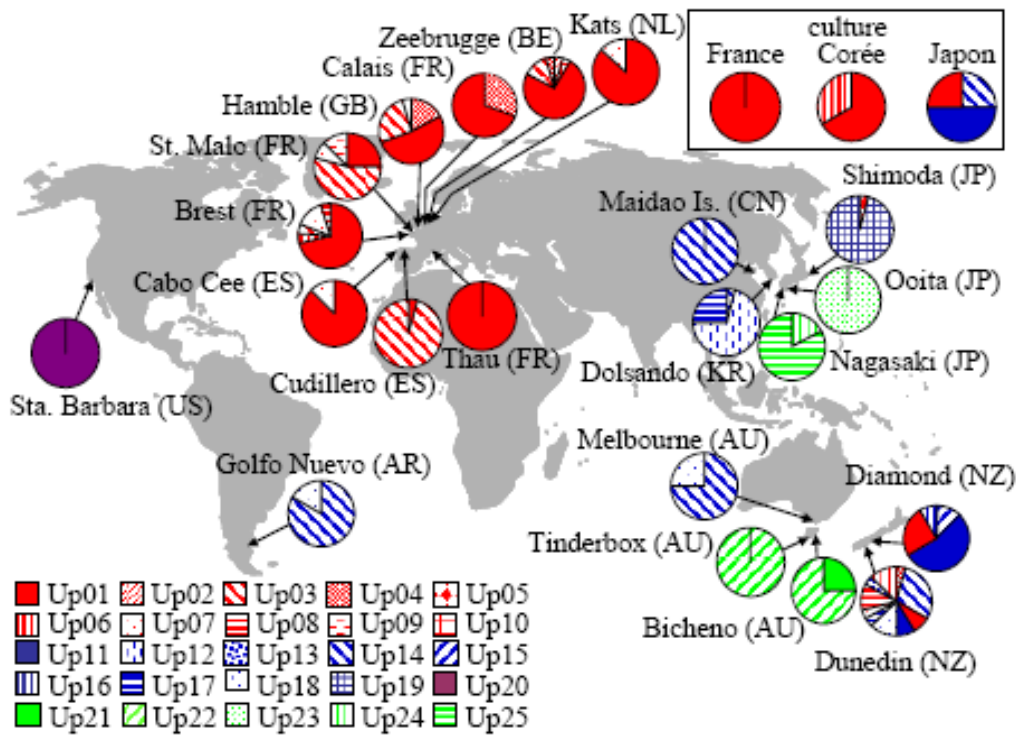 Zeebrugge (BE)
Kats (NL)
Calais (FR)
Hamble (GB)
St. Malo (FR)
Brest (FR)
Cabo Cee (ES)
Cudillero (ES)
Thau (FR)
Sta. Barbara (US)
Golfo Nuevo (AR)
culture
France
Corée
Japon
Shimoda (JP)
Maidao Is. (CN)
Ooita (JP)
Nagasaki (JP)
Dolsando (KR)
Melbourne (AU)
Diamond (NZ)
Tinderbox (AU)
Bicheno (AU)
Dunedin (NZ)
Up01 Up02 Up03 Up04 Up05
Up06 Up07 Up08 Up09 Up10
Up11 Up12 Up13 Up14 Up15
Up16 Up17 Up18 Up19 Up20
Up21 Up22 Up23 Up24 Up25